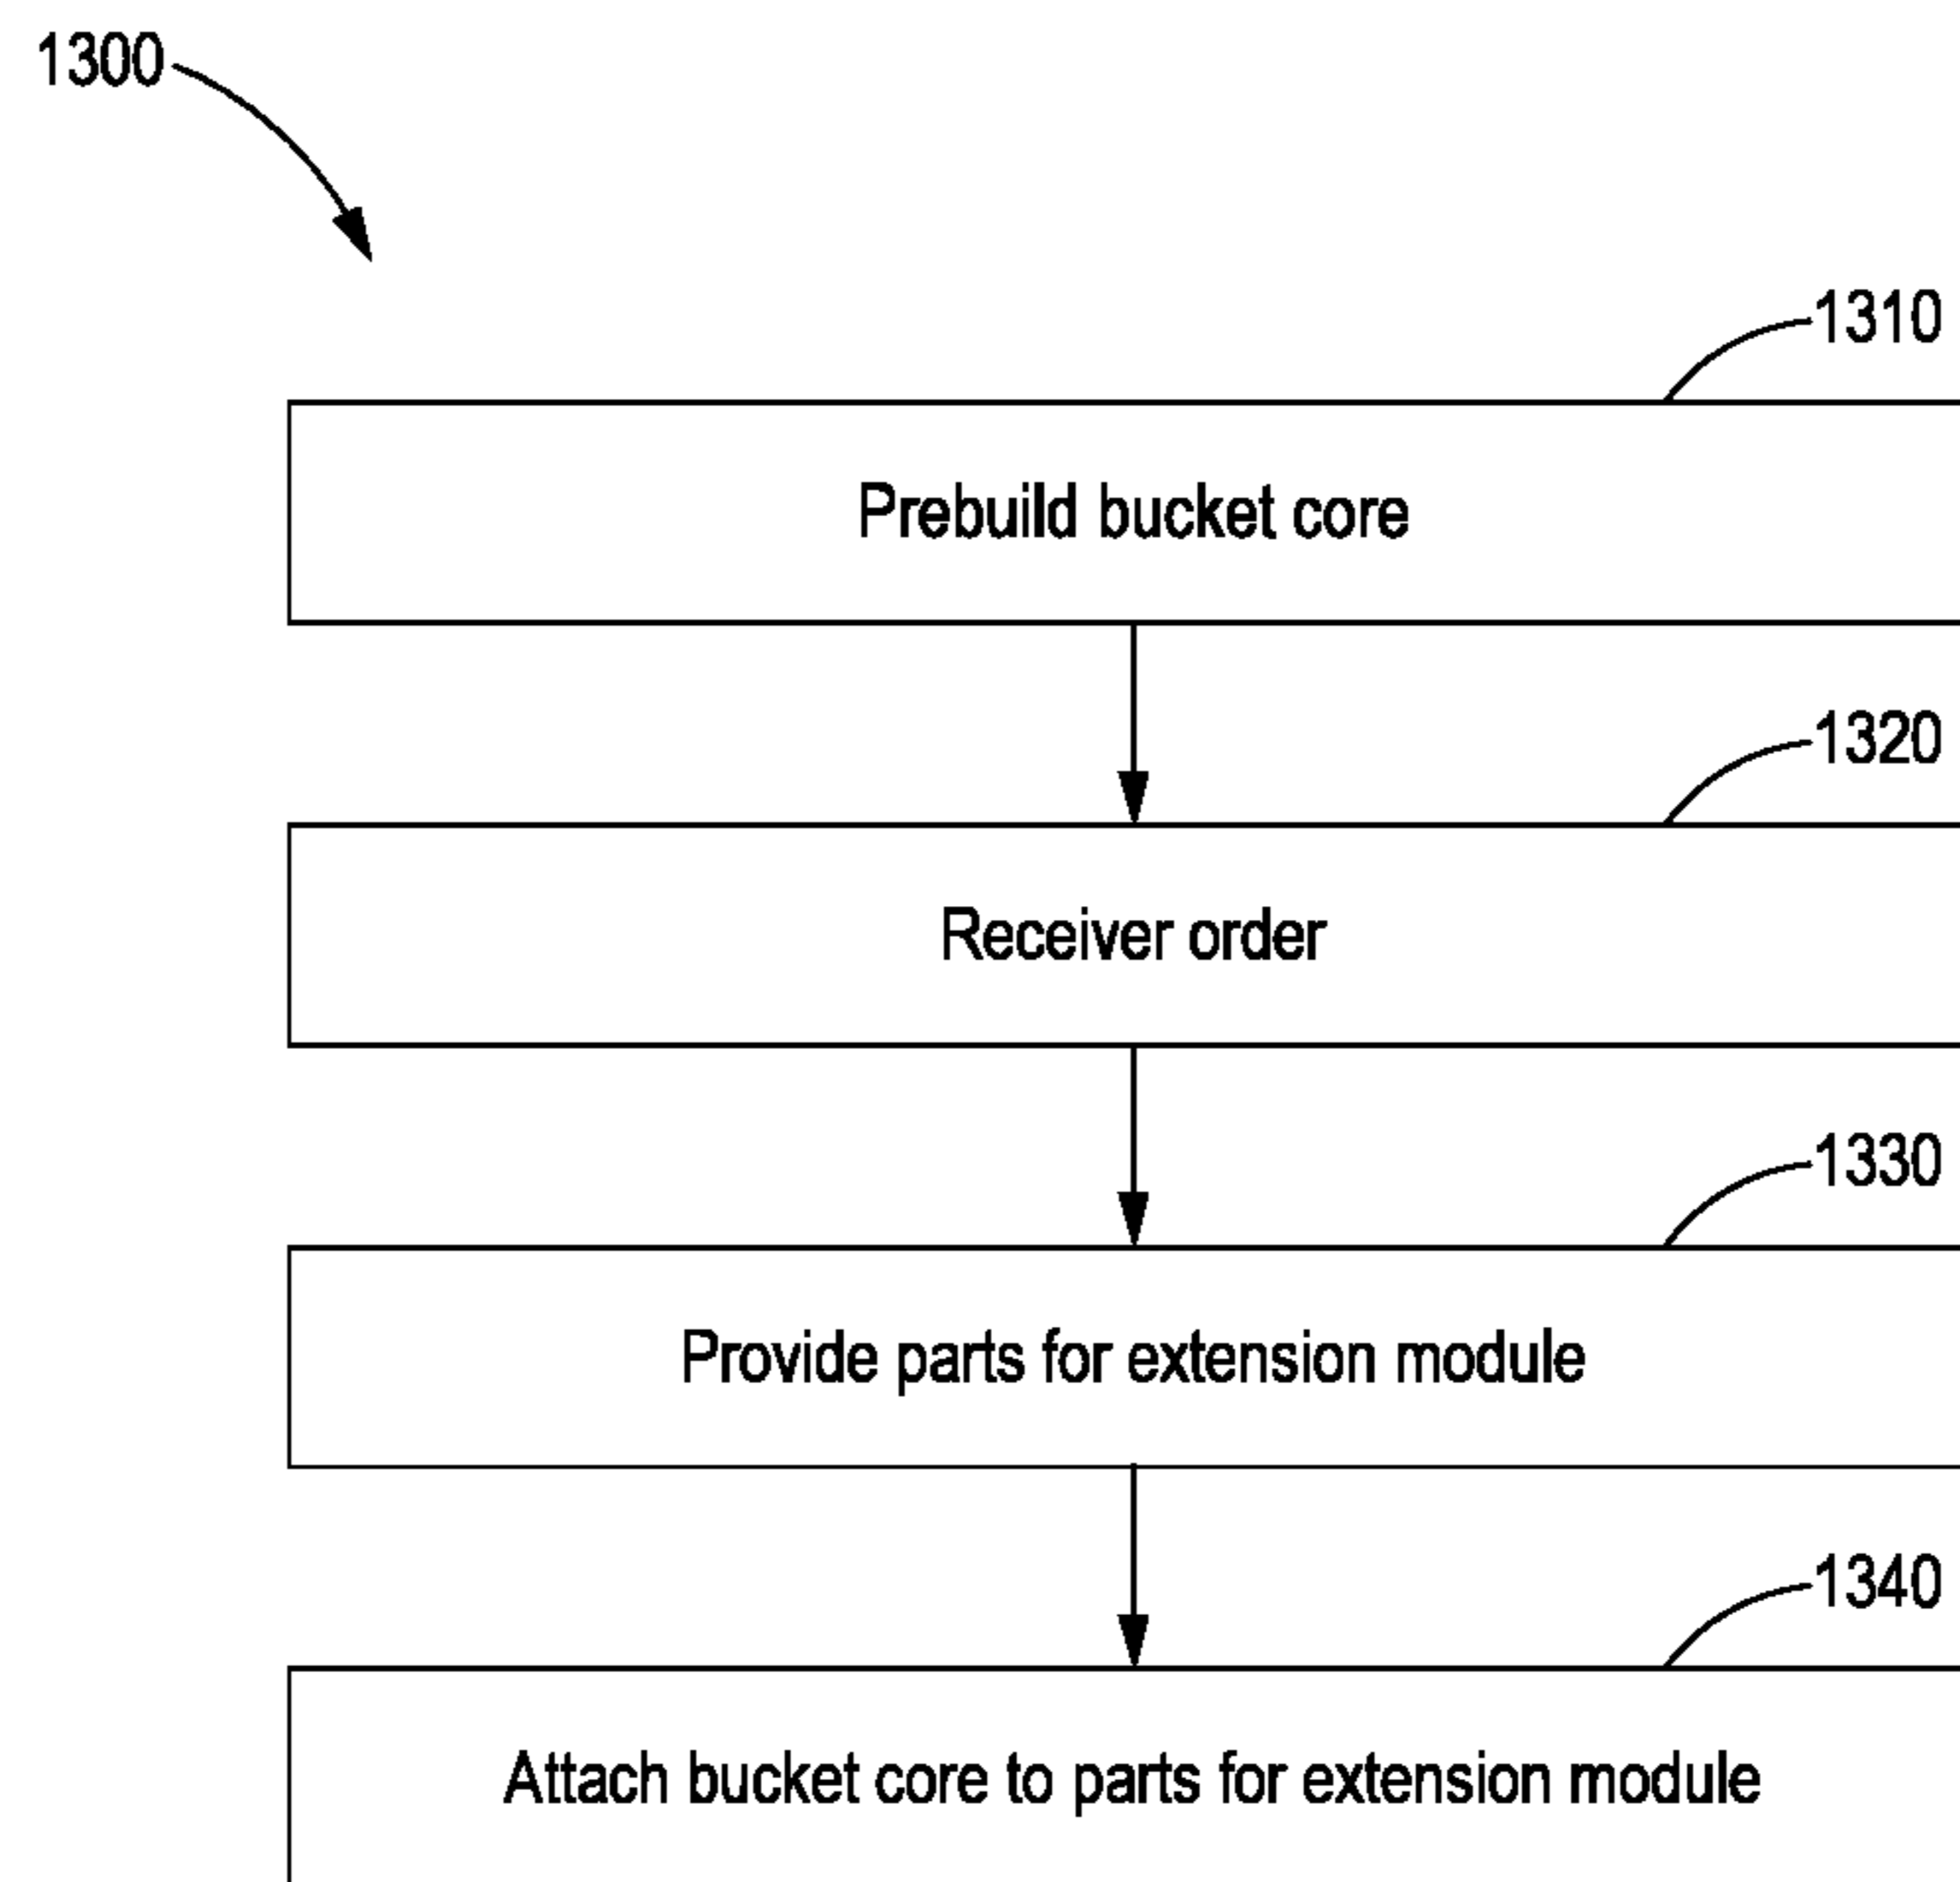 1300
1310
Prebuild bucket core
1320
Receiver order
1330
Provide parts for extension module
1340
Attach bucket core to parts for extension module